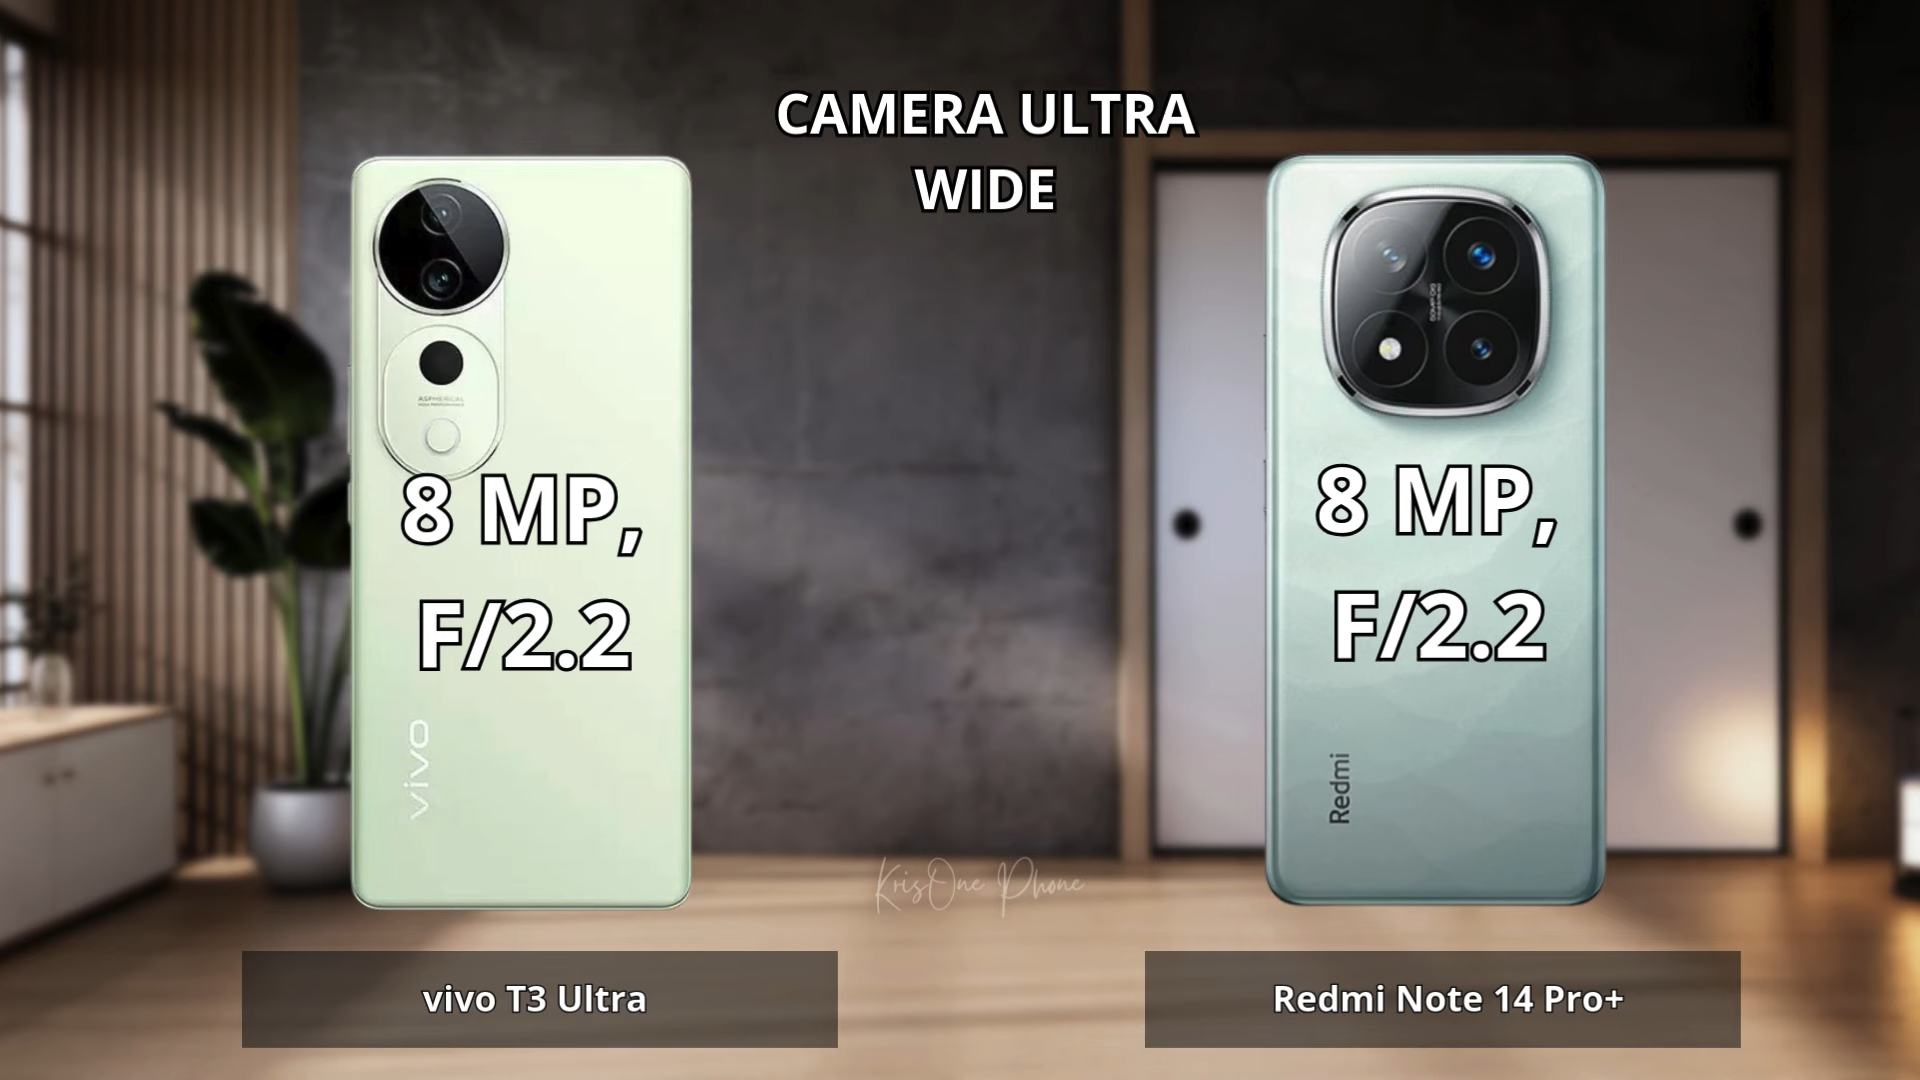 CAMERA ULTRA
WIDE
ASPHERICAL
8 MP,
F/2.2
vivo
8 MP,
F/2.2
Redmi
KrisOne Phone
vivo T3 Ultra
Redmi Note 14 Pro+